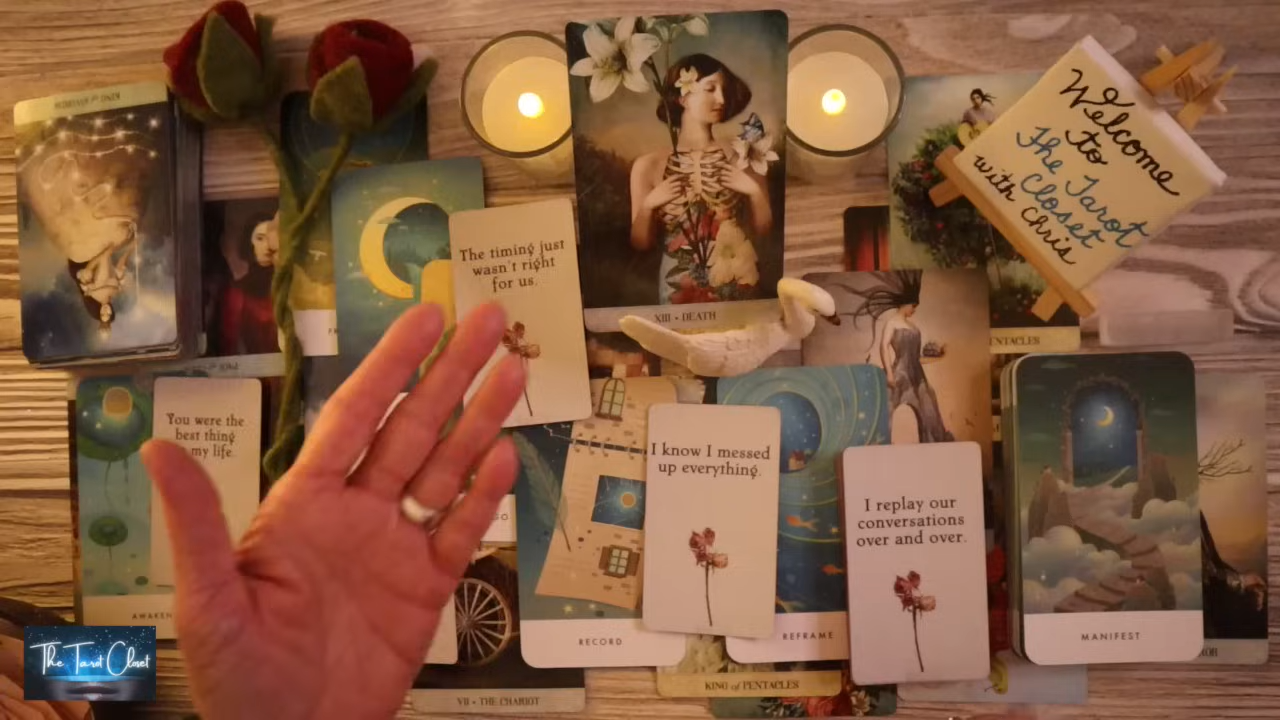 Welcome
to
The Tarot
Closet
with Chris
The timing just
wasn't right
for us.
XIII • DEATH
PENTACLES
You were the
best thing
my life.
I know I messed
up everything.
I replay our
conversations
over and over.
AWAKEN
GO
RECORD
REFRAME
MANIFEST
KING of PENTACLES
VII • THE CHARIOT
The Tarot Closet